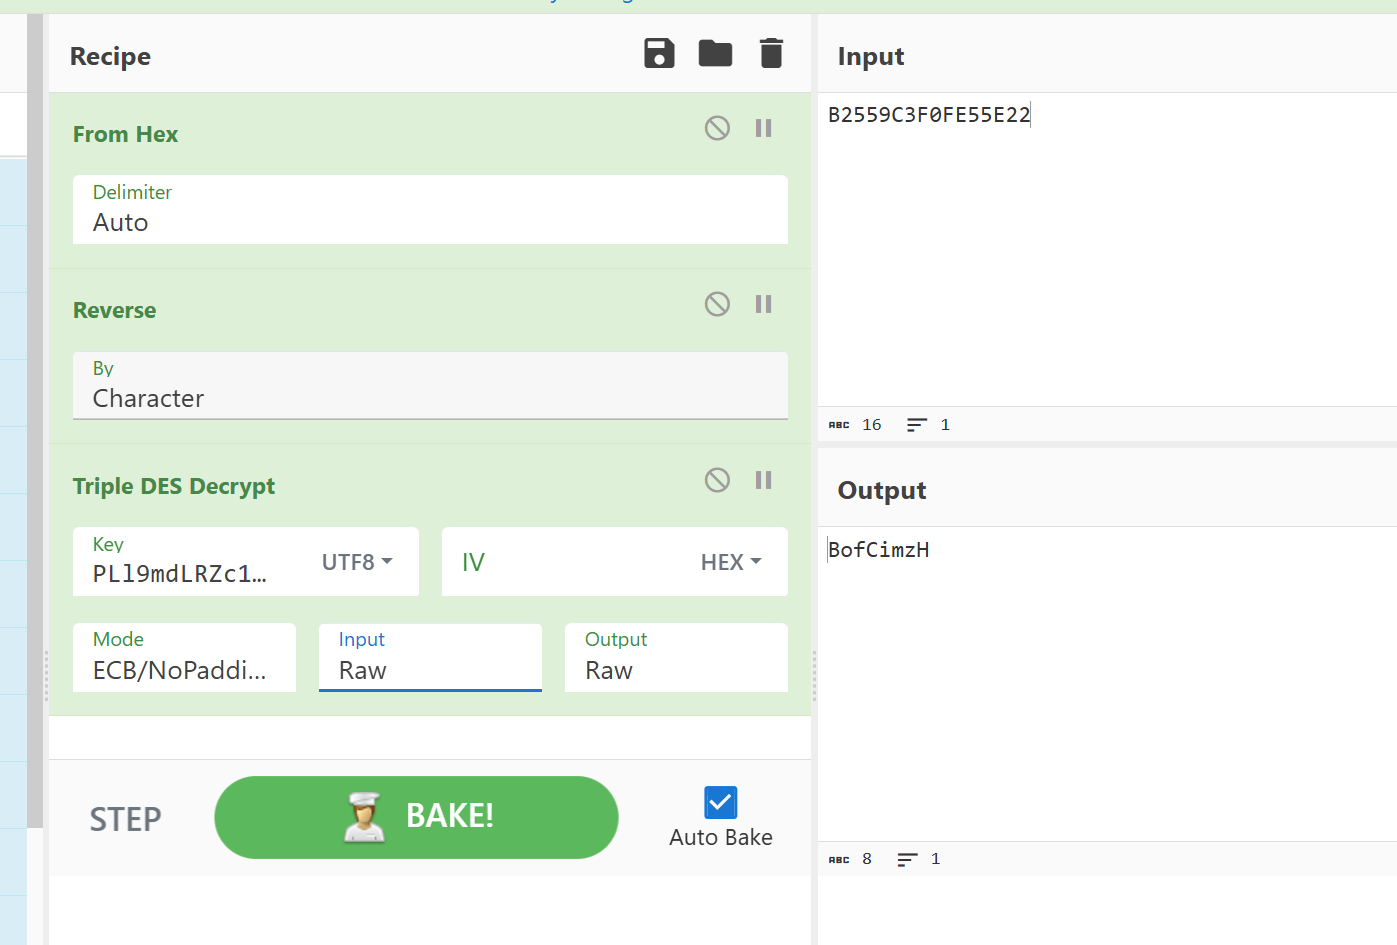 Recipe
From Hex
Delimiter
Auto
Reverse
By
Character
Triple DES Decrypt
Key
PLl9mdLRZc1...
UTF8
IV
HEX
Mode
ECB/NoPaddi...
Input
Raw
Output
Raw
STEP
BAKE!
Auto Bake
Input
B2559C3F0FE55E22
ABC 16 1
Output
BofCimzH
ABC 8 1